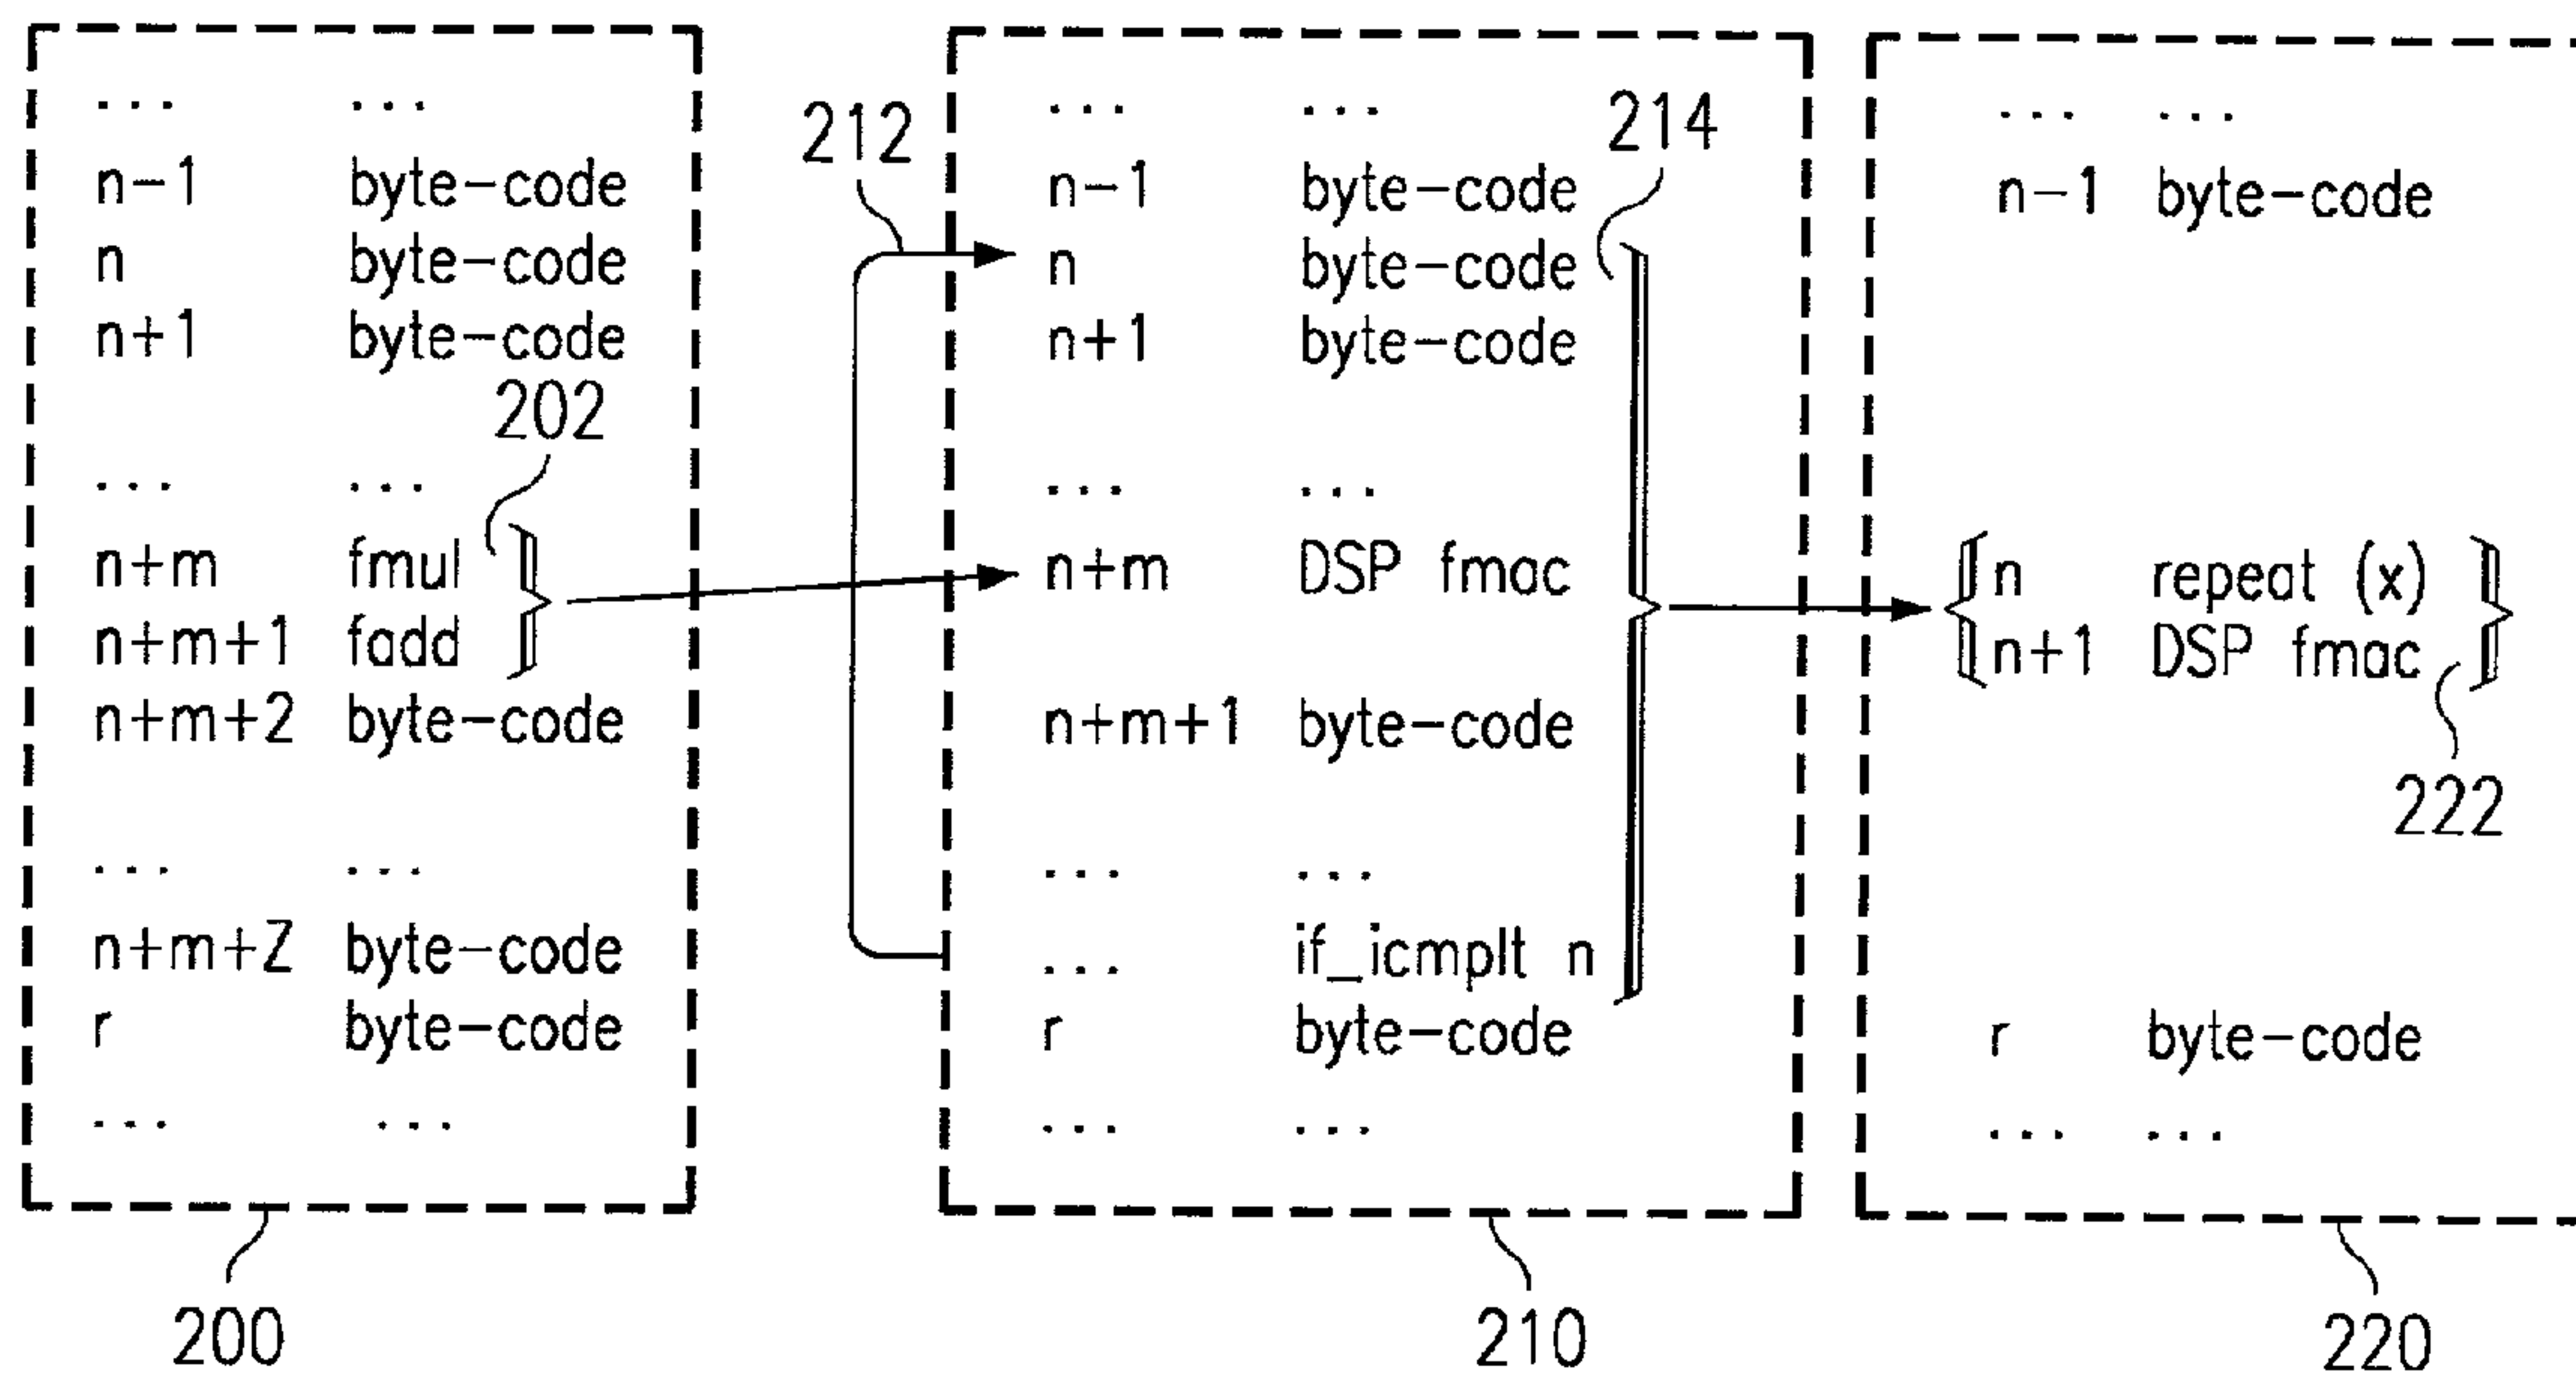 ... ...
n-1 byte-code
n byte-code
n+1 byte-code
202
... ...
n+m fmul
n+m+1 fadd
n+m+2 byte-code
... ...
n+m+Z byte-code
r byte-code
... ...
200
212
... ...
214
n-1 byte-code
n byte-code
n+1 byte-code
... ...
n+m DSP fmac
n+m+1 byte-code
... ...
... if_icmplt n
r byte-code
... ...
210
... ...
n-1 byte-code
n repeat (x)
n+1 DSP fmac
222
r byte-code
... ...
220